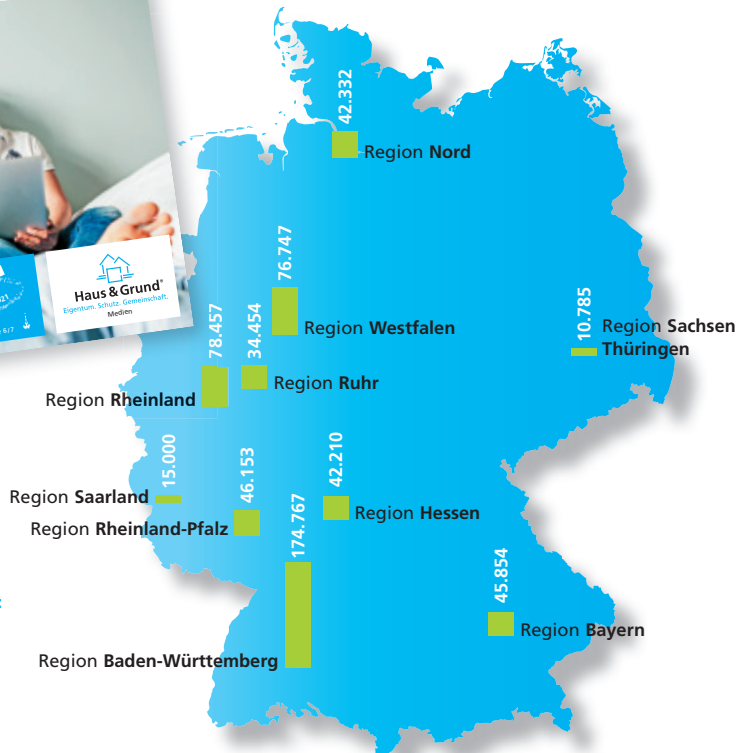 42.332
Region Nord
76.747
Region Westfalen
10.785
Region Sachsen
Thüringen
78.457
Region Rheinland
34.454
Region Ruhr
15.000
Region Saarland
46.153
Region Rheinland-Pfalz
42.210
Region Hessen
174.767
Region Baden-Württemberg
45.854
Region Bayern
Haus & Grund®
Eigentum. Schutz. Gemeinschaft.
Medien